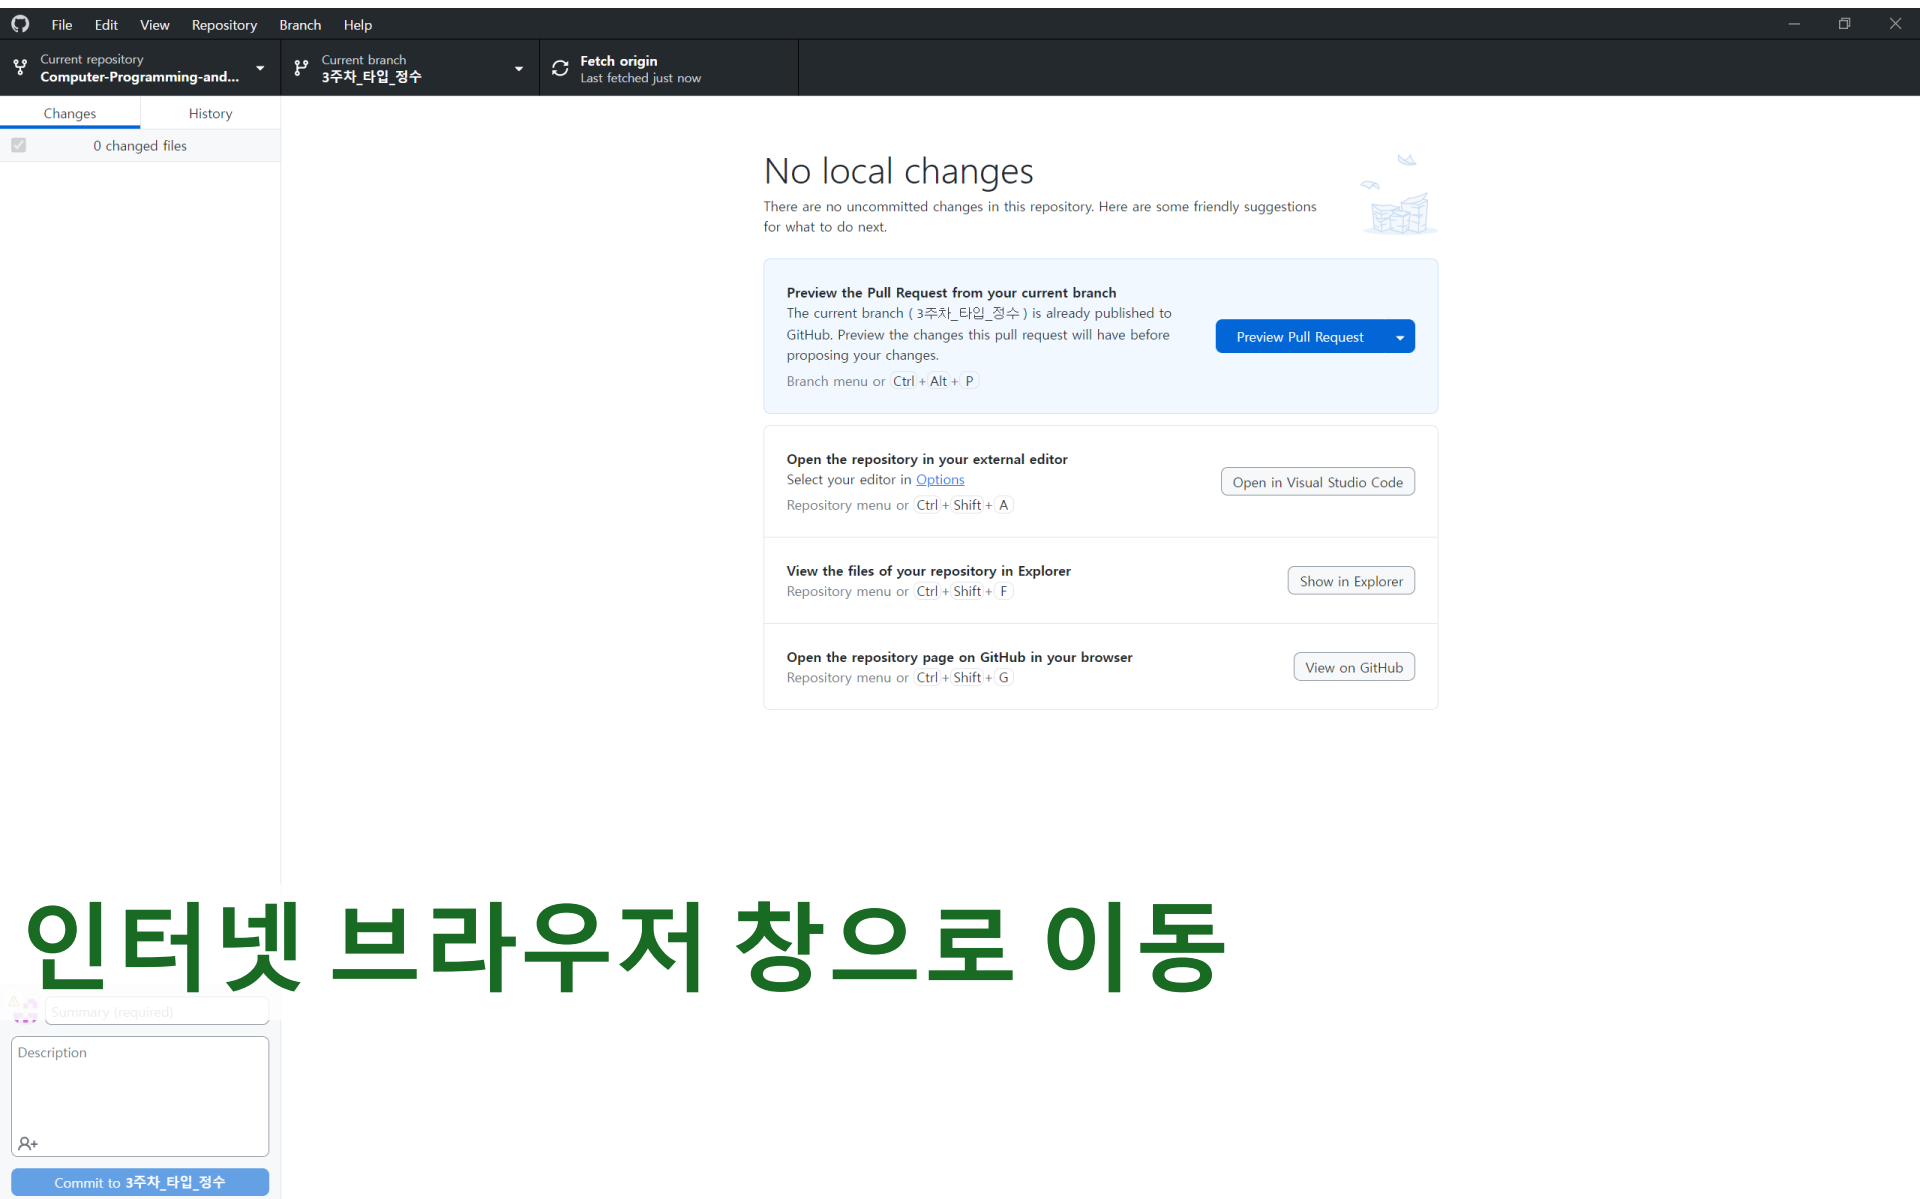 File Edit View Repository Branch Help
Current repository
Computer-Programming-and...
Current branch
3주차_타입_정수
Fetch origin
Last fetched just now
Changes History
0 changed files
No local changes
There are no uncommitted changes in this repository. Here are some friendly suggestions
for what to do next.
Preview the Pull Request from your current branch
The current branch ( 3주차_타입_정수 ) is already published to
GitHub. Preview the changes this pull request will have before
proposing your changes.
Branch menu or Ctrl + Alt + P
Preview Pull Request
Open the repository in your external editor
Select your editor in Options
Repository menu or Ctrl + Shift + A
Open in Visual Studio Code
View the files of your repository in Explorer
Repository menu or Ctrl + Shift + F
Show in Explorer
Open the repository page on GitHub in your browser
Repository menu or Ctrl + Shift + G
View on GitHub
인터넷 브라우저 창으로 이동
Summary (required)
Description
Commit to 3주차_타입_정수